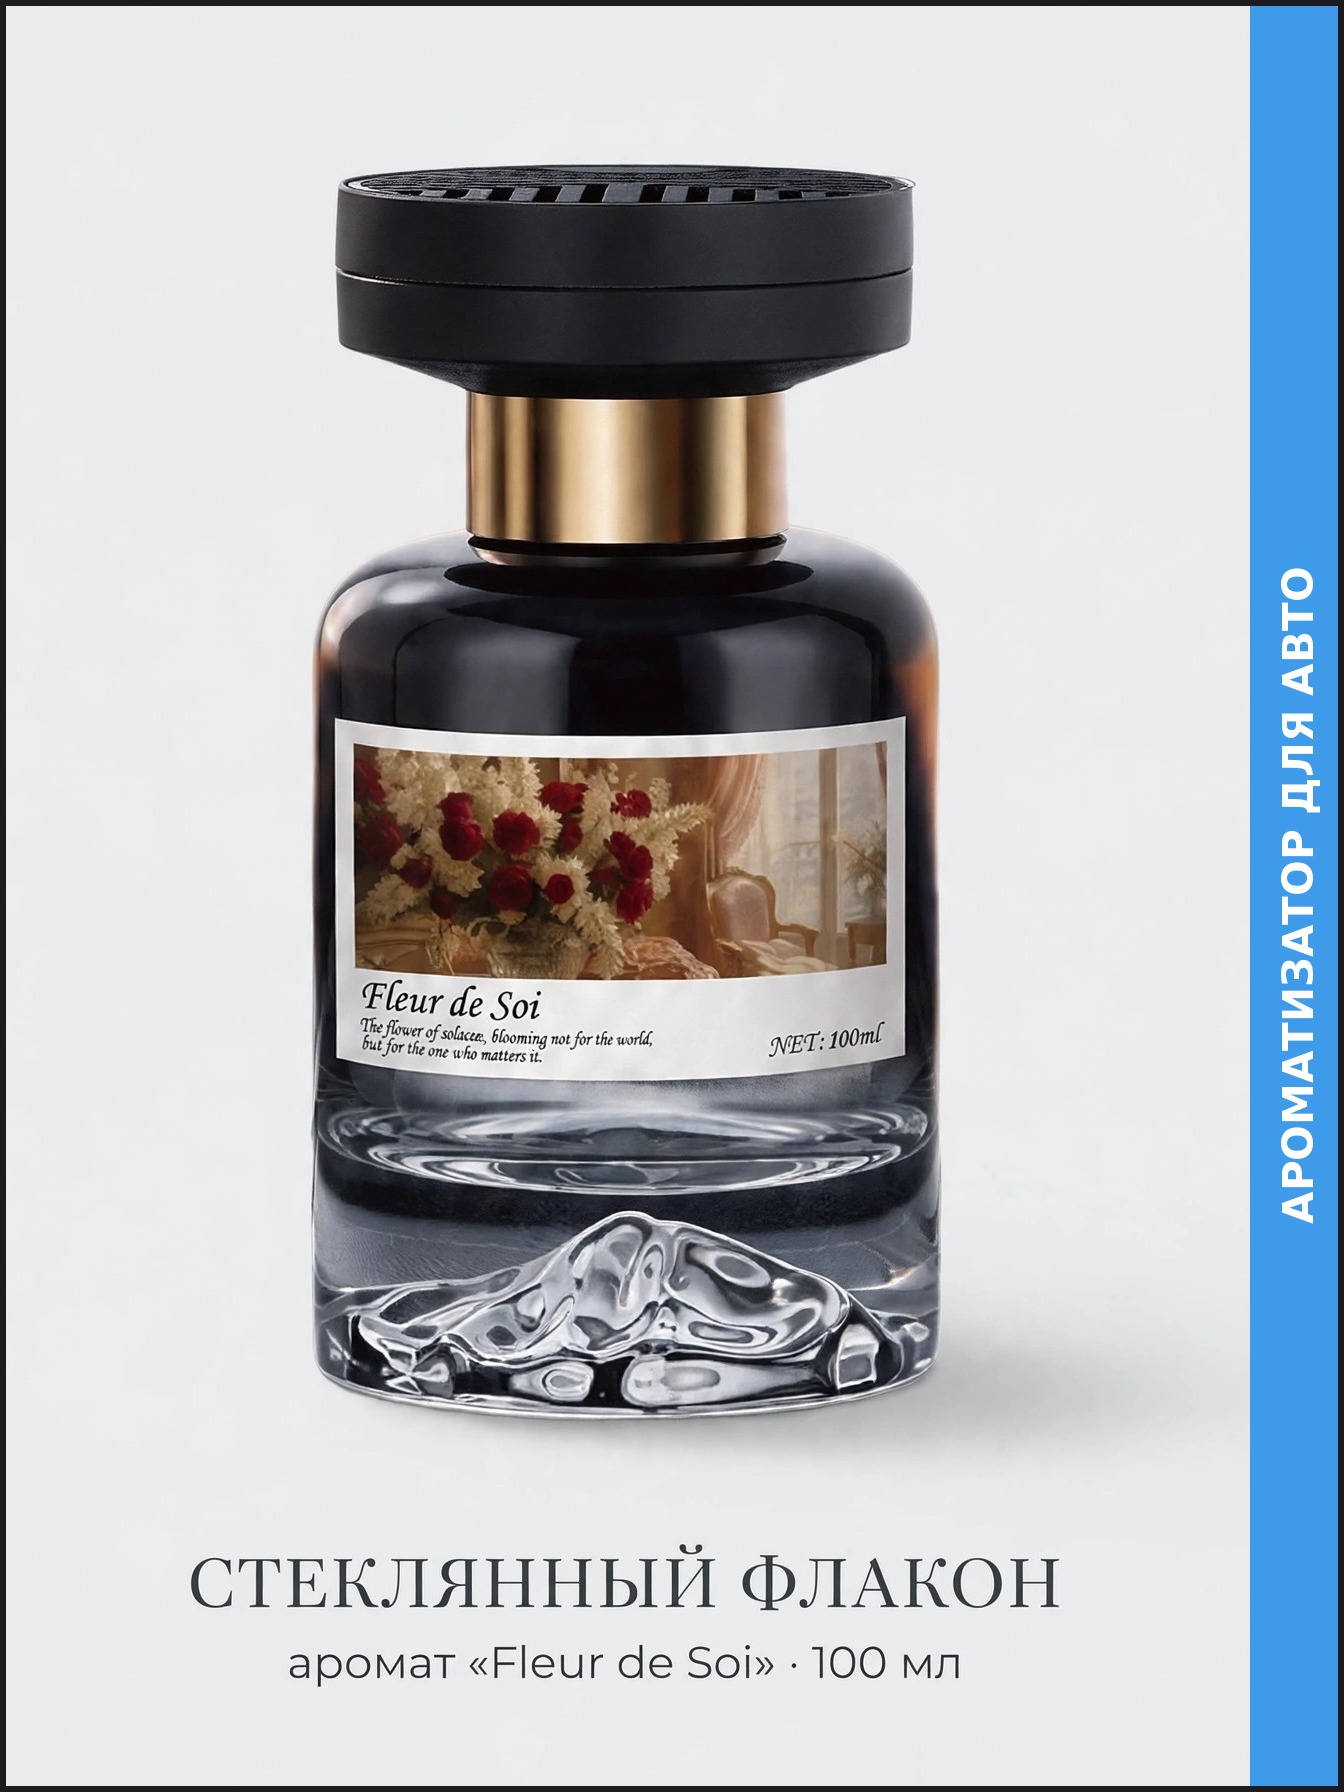 Fleur de Soi
The flower of solace, blooming not for the world,
but for the one who matters it.
NET: 100ml
АРОМАТИЗАТОР ДЛЯ АВТО
СТЕКЛЯННЫЙ ФЛАКОН
аромат «Fleur de Soi» · 100 мл